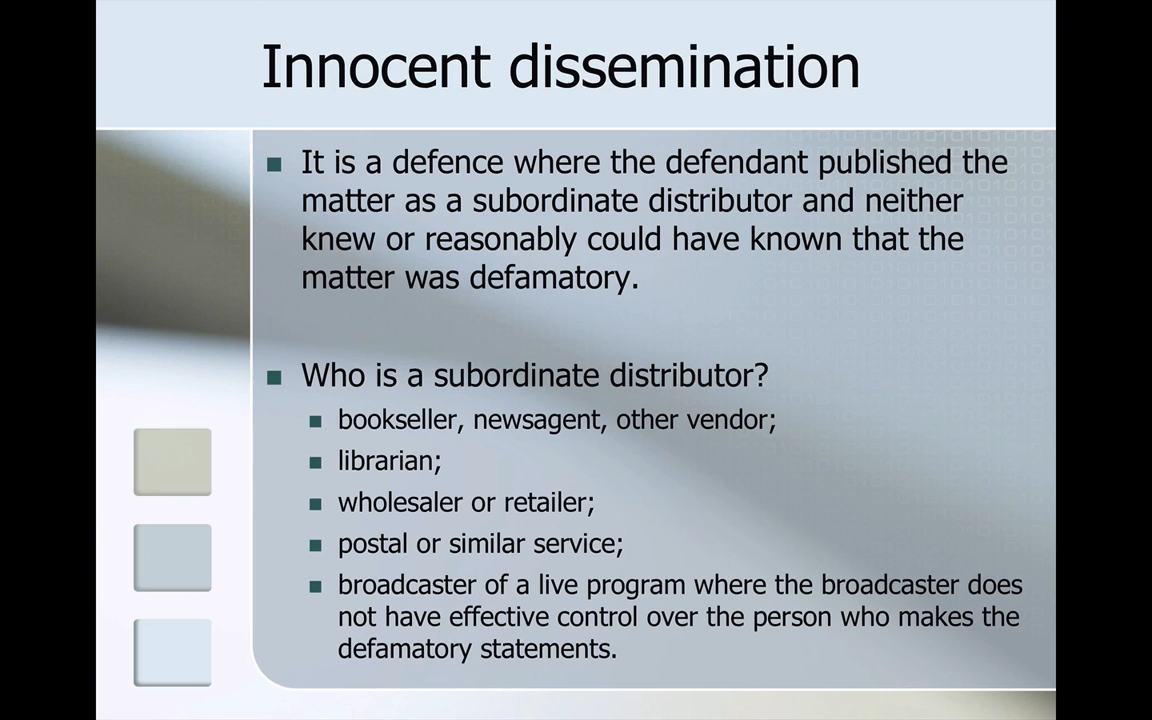 Innocent dissemination
It is a defence where the defendant published the
matter as a subordinate distributor and neither
knew or reasonably could have known that the
matter was defamatory.
Who is a subordinate distributor?
bookseller, newsagent, other vendor;
librarian;
wholesaler or retailer;
postal or similar service;
broadcaster of a live program where the broadcaster does
not have effective control over the person who makes the
defamatory statements.